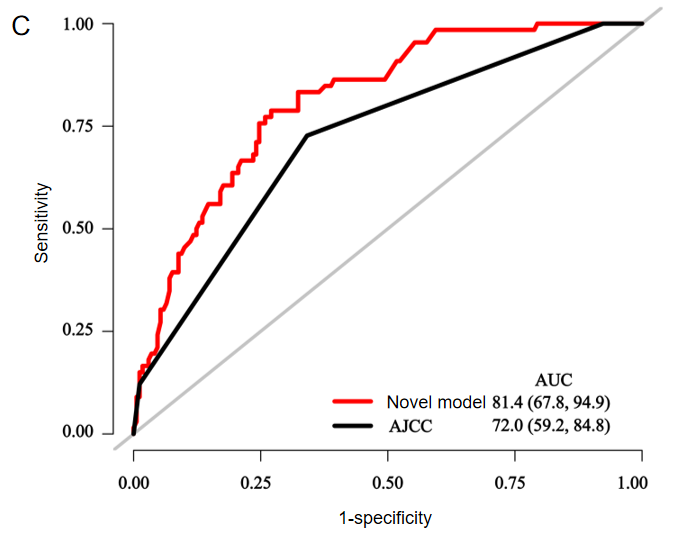 C
1.00
0.75
0.50
0.25
0.00
Sensitivity
AUC
Novel model 81.4 (67.8, 94.9)
AJCC 72.0 (59.2, 84.8)
0.00 0.25 0.50 0.75 1.00
1-specificity